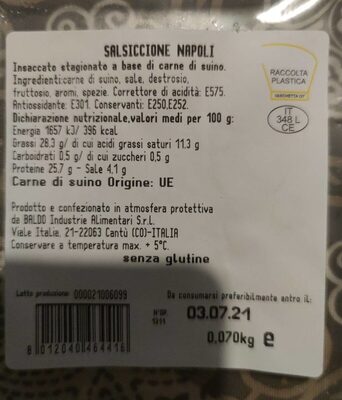 SALSICCIONE NAPOLI
Insaccato stagionato a base di carne di suino.
Ingredienti:carne di suino, sale, destrosio,
fruttosio, aromi, spezie. Correttore di acidità: E575.
Antiossidante: E301. Conservanti: E250,E252.
Dichiarazione nutrizionale,valori medi per 100 g:
Energia 1657 kJ/ 396 kcal
Grassi 28,3 g/ di cui acidi grassi saturi 11,3 g
Carboidrati 0,5 g/ di cui zuccheri 0,5 g
Proteine 25,7 g - Sale 4,1 g
Carne di suino Origine: UE
RACCOLTA
PLASTICA
VASCHETTA C/7
IT
348 L
CE
Prodotto e confezionato in atmosfera protettiva
da BALDO Industrie Alimentari S.r.L.
Viale Italia, 21-22063 Cantù (CO)-ITALIA
Conservare a temperatura max. + 5°C.
senza glutine
Lotto produzione 000021006099
Da consumarsi preferibilmente entro il:
03.07.21
0,070kg e
8 012040 464416